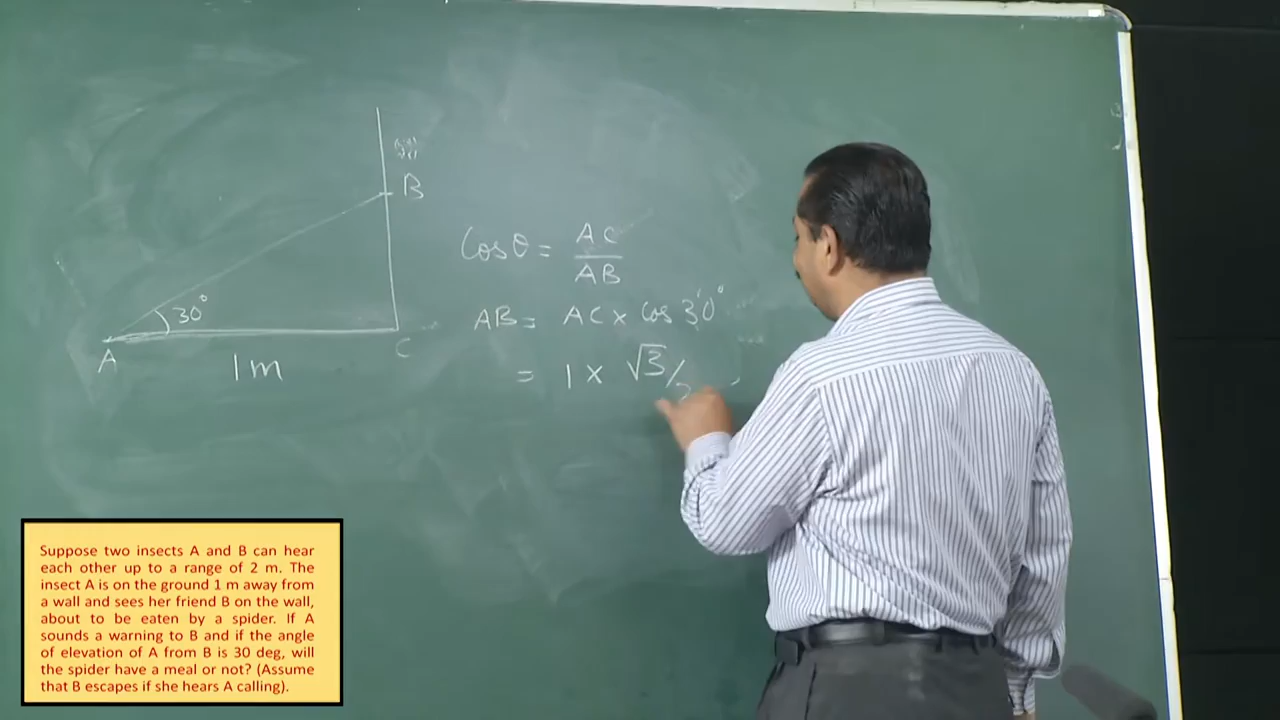 B
30°
A
C
1m
Cosθ = AC
AB
AB = AC x Cos 30°
= 1 x √3/2
Suppose two insects A and B can hear
each other up to a range of 2 m. The
insect A is on the ground 1 m away from
a wall and sees her friend B on the wall,
about to be eaten by a spider. If A
sounds a warning to B and if the angle
of elevation of A from B is 30 deg, will
the spider have a meal or not? (Assume
that B escapes if she hears A calling).